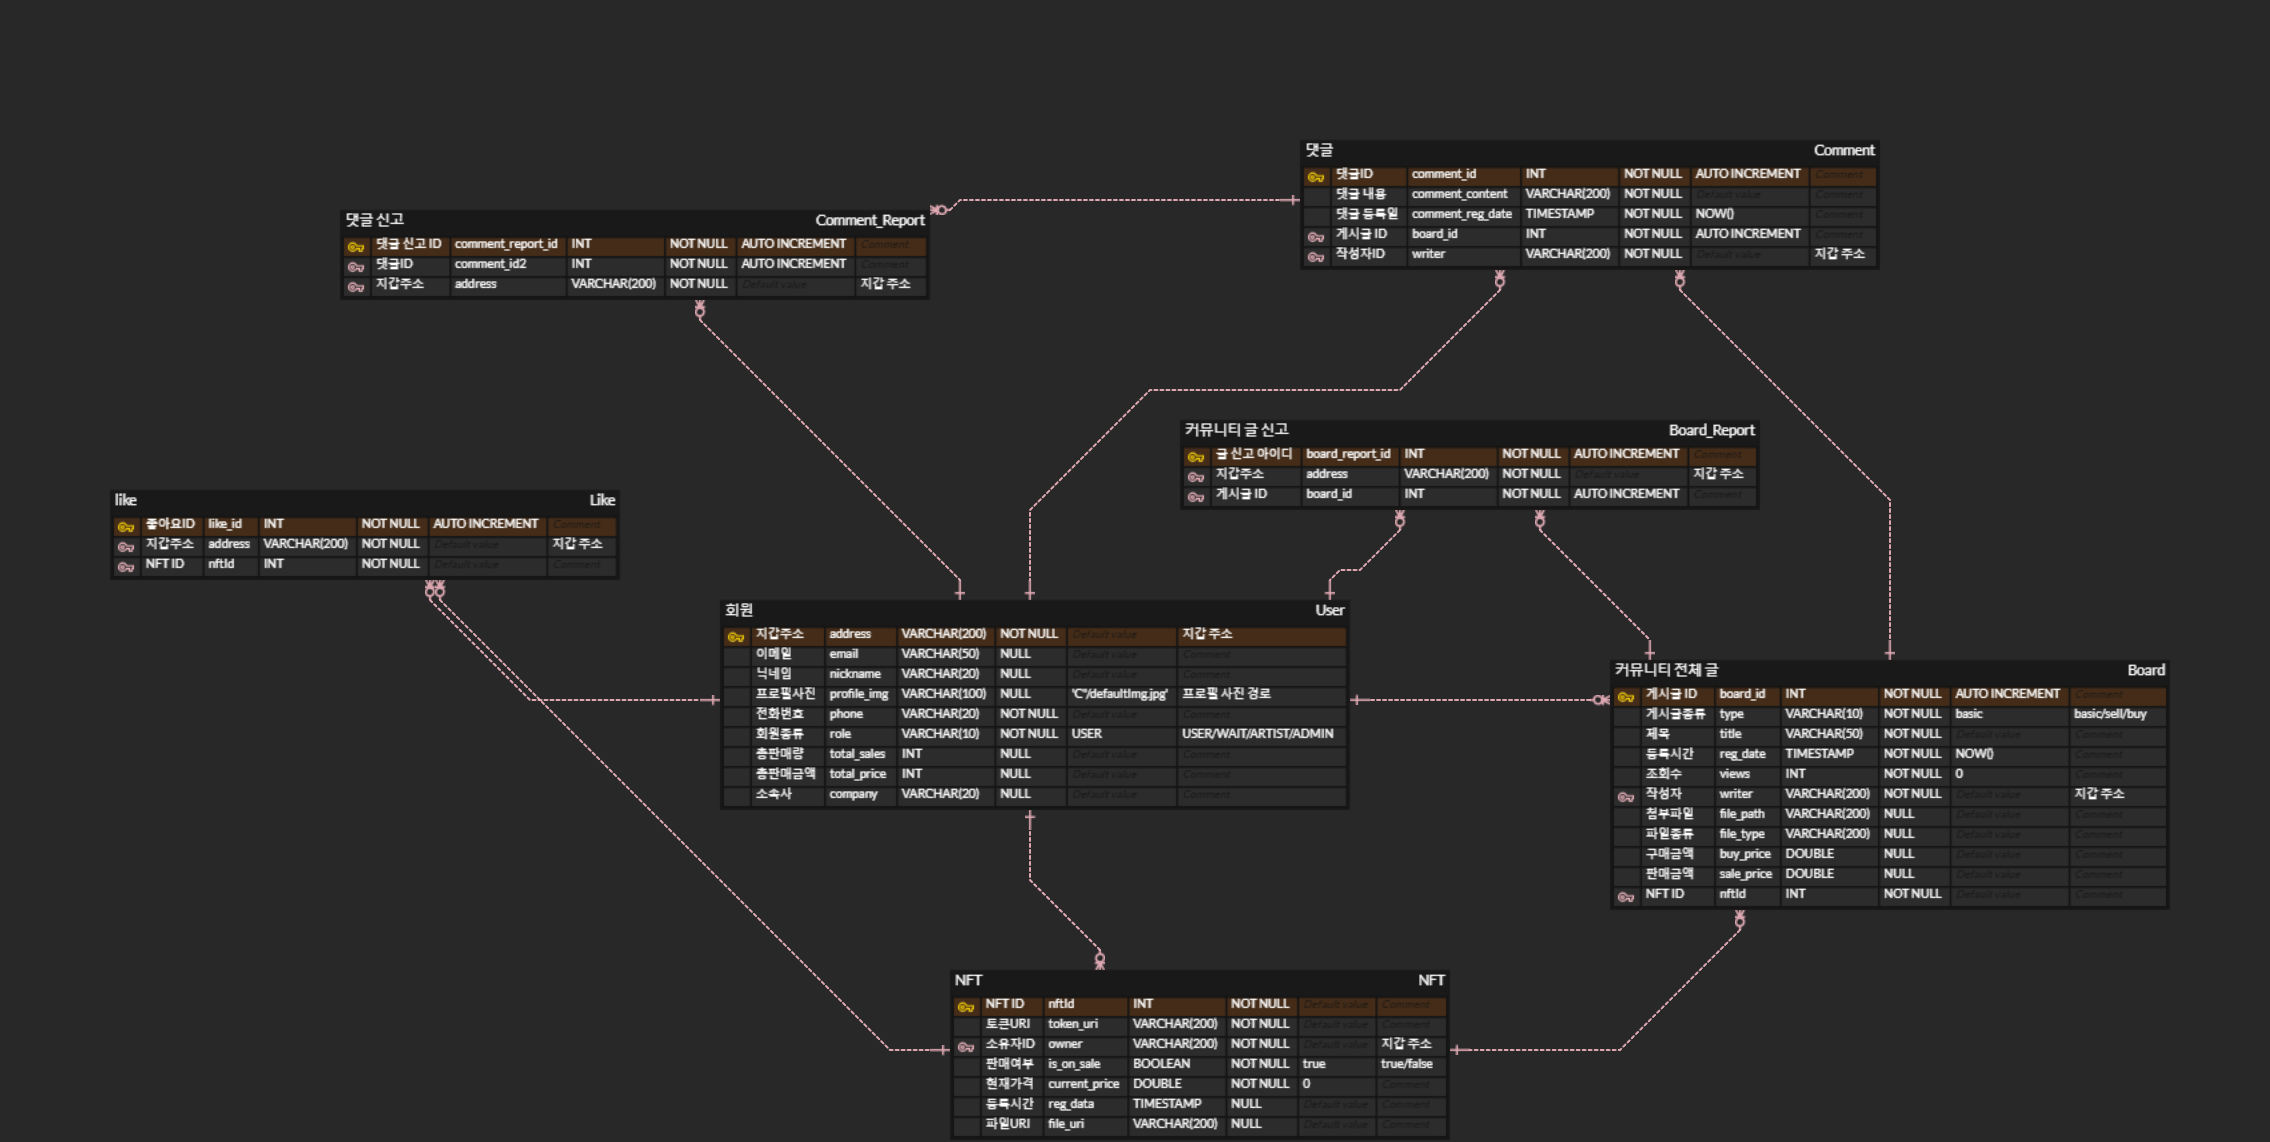 댓글 Comment
댓글ID comment_id INT NOT NULL AUTO INCREMENT Comment
댓글 내용 comment_content VARCHAR(200) NOT NULL Default value Comment
댓글 등록일 comment_reg_date TIMESTAMP NOT NULL NOW() Comment
게시글 ID board_id INT NOT NULL AUTO INCREMENT Comment
작성자ID writer VARCHAR(200) NOT NULL Default value 지갑 주소
댓글 신고 Comment_Report
댓글 신고 ID comment_report_id INT NOT NULL AUTO INCREMENT Comment
댓글ID comment_id2 INT NOT NULL AUTO INCREMENT Comment
지갑주소 address VARCHAR(200) NOT NULL Default value 지갑 주소
커뮤니티 글 신고 Board_Report
글 신고 아이디 board_report_id INT NOT NULL AUTO INCREMENT Comment
지갑주소 address VARCHAR(200) NOT NULL Default value 지갑 주소
게시글 ID board_id INT NOT NULL AUTO INCREMENT Comment
like Like
좋아요ID like_id INT NOT NULL AUTO INCREMENT Comment
지갑주소 address VARCHAR(200) NOT NULL Default value 지갑 주소
NFT ID nftId INT NOT NULL Default value Comment
회원 User
지갑주소 address VARCHAR(200) NOT NULL Default value 지갑 주소
이메일 email VARCHAR(50) NULL Default value Comment
닉네임 nickname VARCHAR(20) NULL Default value Comment
프로필사진 profile_img VARCHAR(100) NULL 'C"/defaultImg.jpg' 프로필 사진 경로
전화번호 phone VARCHAR(20) NOT NULL Default value Comment
회원종류 role VARCHAR(10) NOT NULL USER USER/WAIT/ARTIST/ADMIN
총판매량 total_sales INT NULL Default value Comment
총판매금액 total_price INT NULL Default value Comment
소속사 company VARCHAR(20) NULL Default value Comment
커뮤니티 전체 글 Board
게시글 ID board_id INT NOT NULL AUTO INCREMENT Comment
게시글종류 type VARCHAR(10) NOT NULL basic basic/sell/buy
제목 title VARCHAR(50) NOT NULL Default value Comment
등록시간 reg_date TIMESTAMP NOT NULL NOW() Comment
조회수 views INT NOT NULL 0 Comment
작성자 writer VARCHAR(200) NOT NULL Default value 지갑 주소
첨부파일 file_path VARCHAR(200) NULL Default value Comment
파일종류 file_type VARCHAR(200) NULL Default value Comment
구매금액 buy_price DOUBLE NULL Default value Comment
판매금액 sale_price DOUBLE NULL Default value Comment
NFT ID nftId INT NOT NULL Default value Comment
NFT NFT
NFT ID nftId INT NOT NULL Default value Comment
토큰URI token_uri VARCHAR(200) NOT NULL Default value Comment
소유자ID owner VARCHAR(200) NOT NULL Default value 지갑 주소
판매여부 is_on_sale BOOLEAN NOT NULL true true/false
현재가격 current_price DOUBLE NOT NULL 0 Comment
등록시간 reg_data TIMESTAMP NULL Default value Comment
파일URI file_uri VARCHAR(200) NULL Default value Comment